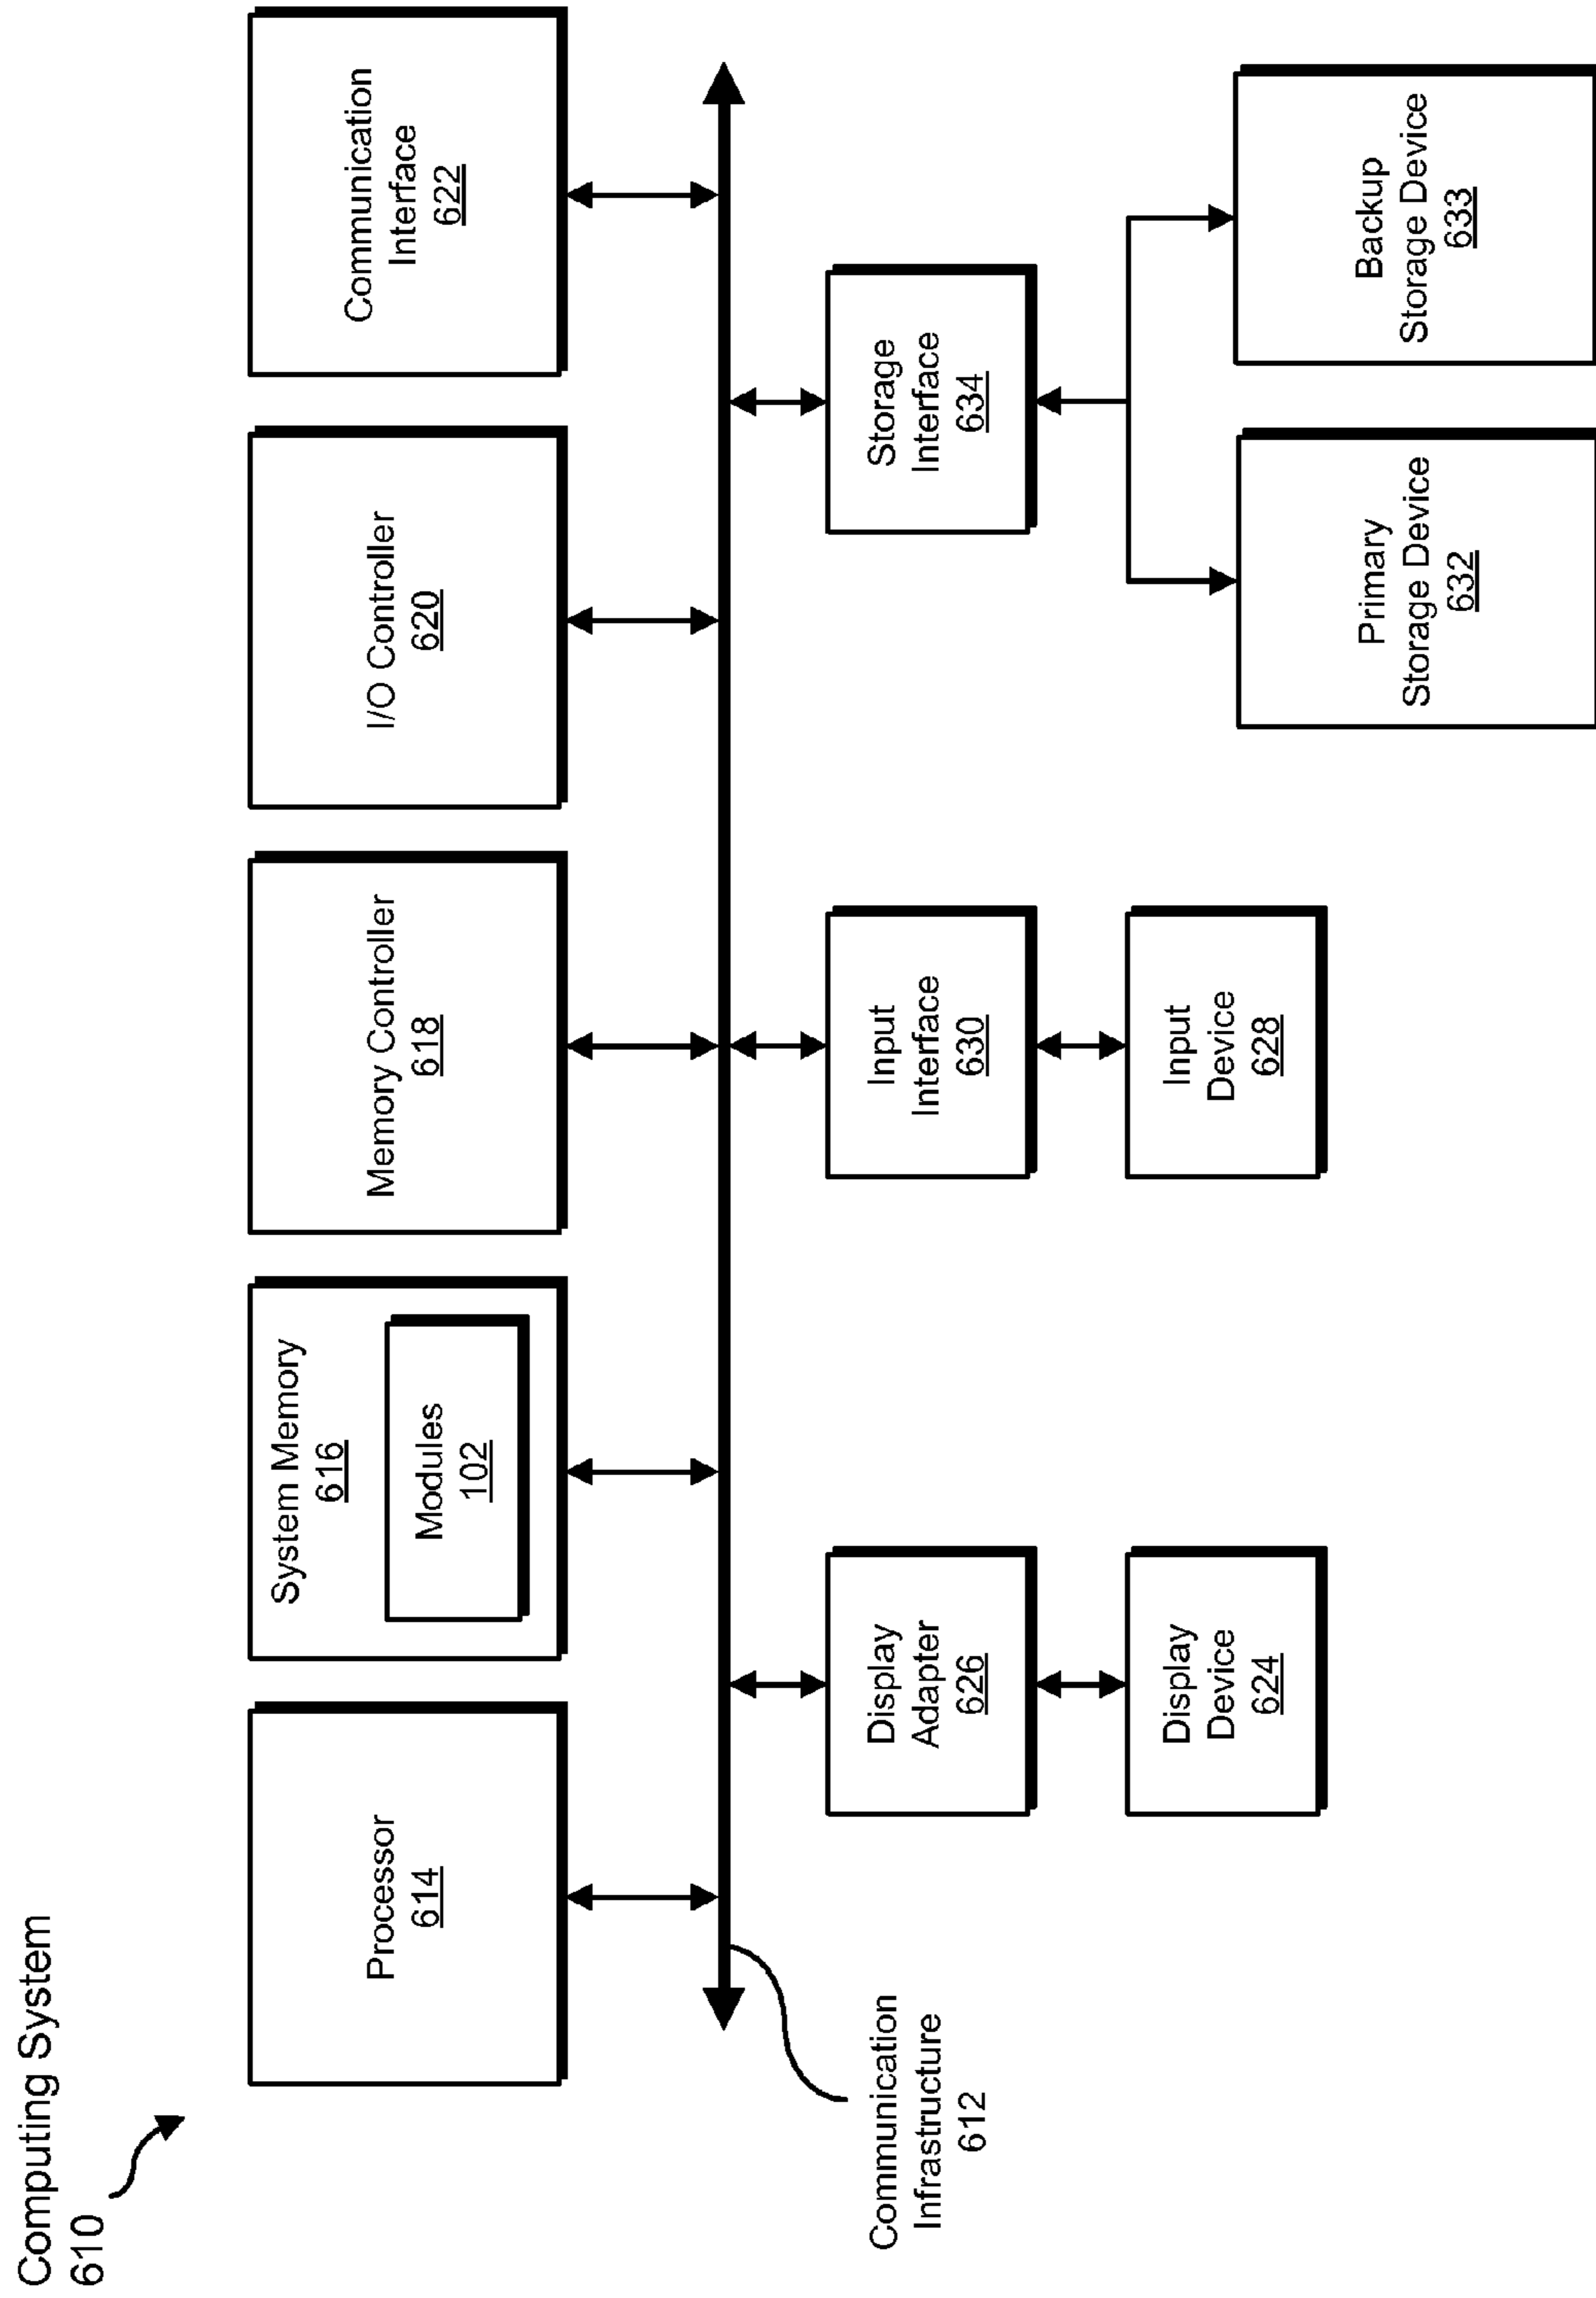 Computing System
610
Processor
614
System Memory
616
Modules
102
Memory Controller
618
I/O Controller
620
Communication
Interface
622
Communication
Infrastructure
612
Display
Adapter
626
Input
Interface
630
Storage
Interface
634
Display
Device
624
Input
Device
628
Primary
Storage Device
632
Backup
Storage Device
633